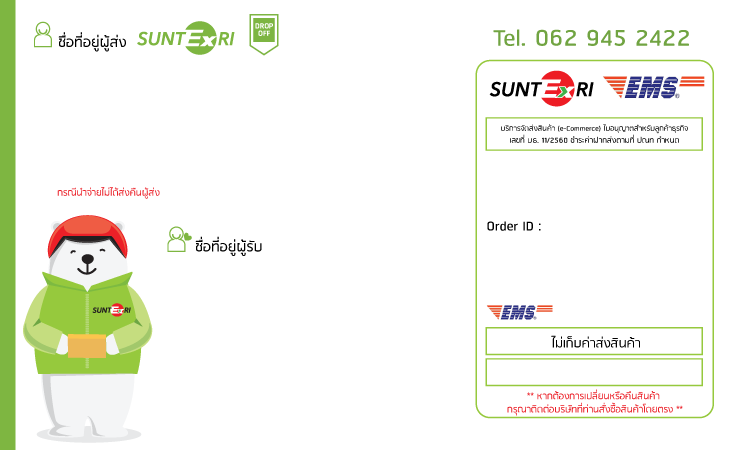 ชื่อที่อยู่ผู้ส่ง SUNTExRI DROP OFF
Tel. 062 945 2422
SUNTExRI EMS®
บริการจัดส่งสินค้า (e-Commerce) ใบอนุญาตสำหรับลูกค้าธุรกิจ
เลขที่ มธ. 11/2560 ชำระค่าฝากส่งตามที่ ปณท กำหนด
กรณีนำจ่ายไม่ได้ส่งคืนผู้ส่ง
Order ID :
ชื่อที่อยู่ผู้รับ
SUNTExRI
EMS®
ไม่เก็บค่าส่งสินค้า
** หากต้องการเปลี่ยนหรือคืนสินค้า
กรุณาติดต่อบริษัทที่ท่านสั่งซื้อสินค้าโดยตรง **